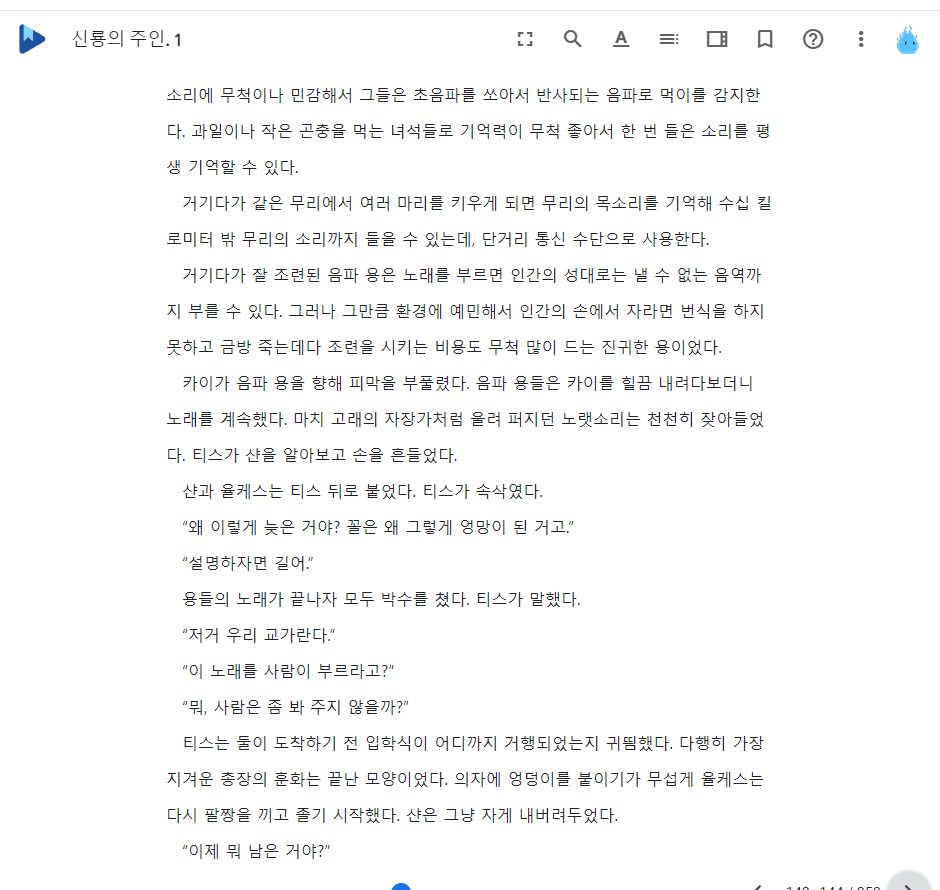 신룡의 주인. 1
소리에 무척이나 민감해서 그들은 초음파를 쏘아서 반사되는 음파로 먹이를 감지한
다. 과일이나 작은 곤충을 먹는 녀석들로 기억력이 무척 좋아서 한 번 들은 소리를 평
생 기억할 수 있다.
거기다가 같은 무리에서 여러 마리를 키우게 되면 무리의 목소리를 기억해 수십 킬
로미터 밖 무리의 소리까지 들을 수 있는데, 단거리 통신 수단으로 사용한다.
거기다가 잘 조련된 음파 용은 노래를 부르면 인간의 성대로는 낼 수 없는 음역까
지 부를 수 있다. 그러나 그만큼 환경에 예민해서 인간의 손에서 자라면 번식을 하지
못하고 금방 죽는데다 조련을 시키는 비용도 무척 많이 드는 진귀한 용이었다.
카이가 음파 용을 향해 피막을 부풀렸다. 음파 용들은 카이를 힐끔 내려다보더니
노래를 계속했다. 마치 고래의 자장가처럼 울려 퍼지던 노랫소리는 천천히 잦아들었
다. 티스가 샨을 알아보고 손을 흔들었다.
샨과 율케스는 티스 뒤로 붙었다. 티스가 속삭였다.
“왜 이렇게 늦은 거야? 꼴은 왜 그렇게 엉망이 된 거고.”
“설명하자면 길어.”
용들의 노래가 끝나자 모두 박수를 쳤다. 티스가 말했다.
“저거 우리 교가란다.”
“이 노래를 사람이 부르라고?”
“뭐, 사람은 좀 봐 주지 않을까?”
티스는 둘이 도착하기 전 입학식이 어디까지 거행되었는지 귀띔했다. 다행히 가장
지겨운 총장의 훈화는 끝난 모양이었다. 의자에 엉덩이를 붙이기가 무섭게 율케스는
다시 팔짱을 끼고 졸기 시작했다. 샨은 그냥 자게 내버려두었다.
“이제 뭐 남은 거야?”